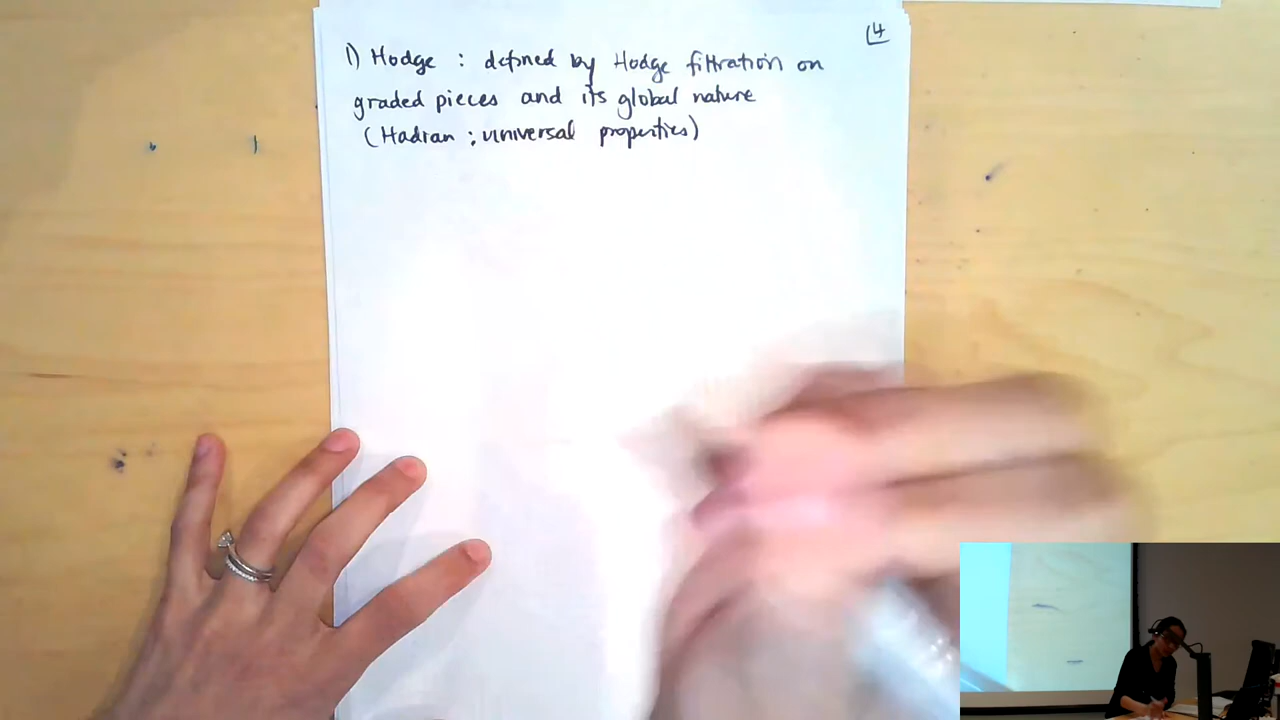 14
1) Hodge : defined by Hodge filtration on
graded pieces and its global nature
(Hadian ; universal properties)